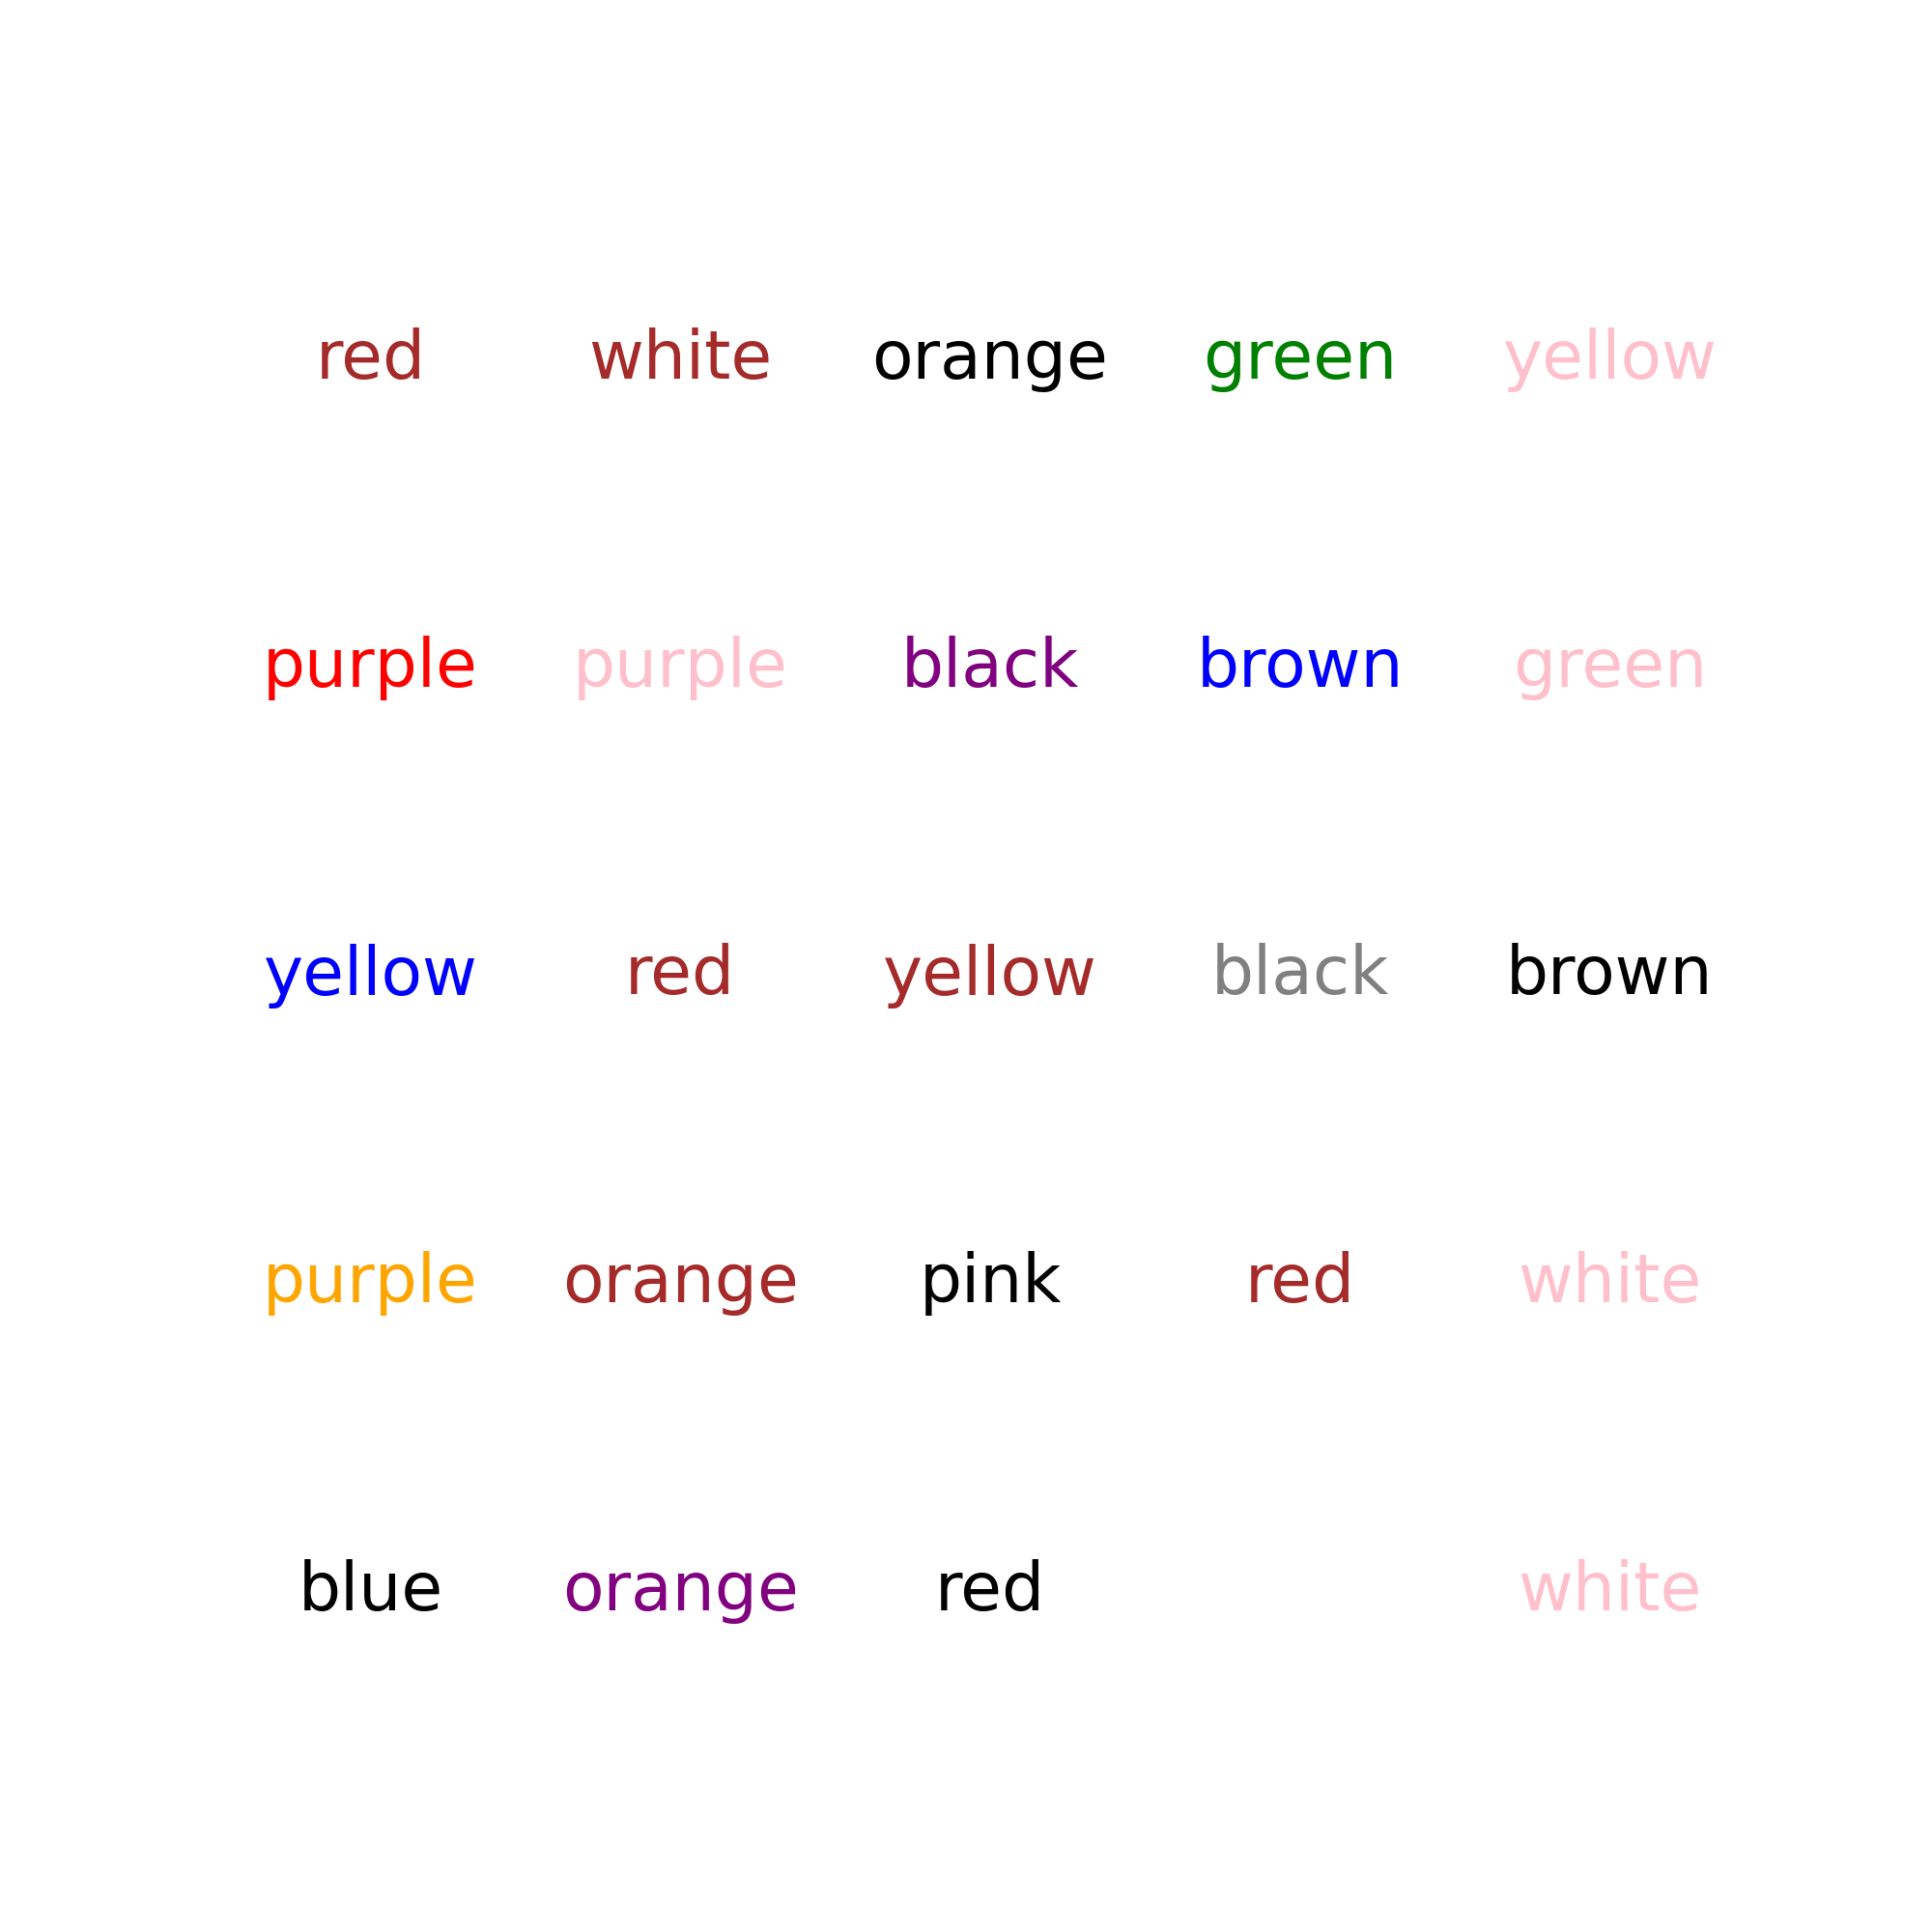 red white orange green yellow
purple purple black brown green
yellow red yellow black brown
purple orange pink red white
blue orange red white